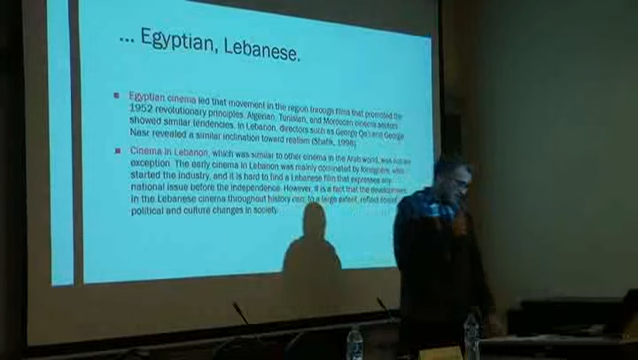 ... Egyptian, Lebanese.
Egyptian cinema led that movement in the region through films that promoted the
1952 revolutionary principles. Algerian, Tunisian, and Moroccan cinema sectors
showed similar tendencies. In Lebanon, directors such as George Qa'i and Georgie
Nasr revealed a similar inclination toward realism (Shafik, 1998)
Cinema in Lebanon, which was similar to other cinema in the Arab world, was not an
exception. The early cinema in Lebanon was mainly dominated by foreigners, who
started the industry, and it is hard to find a Lebanese film that expresses any
national issue before the independence. However, it is a fact that the development
in the Lebanese cinema throughout history can, to a large extent, reflect
political and culture changes in society.